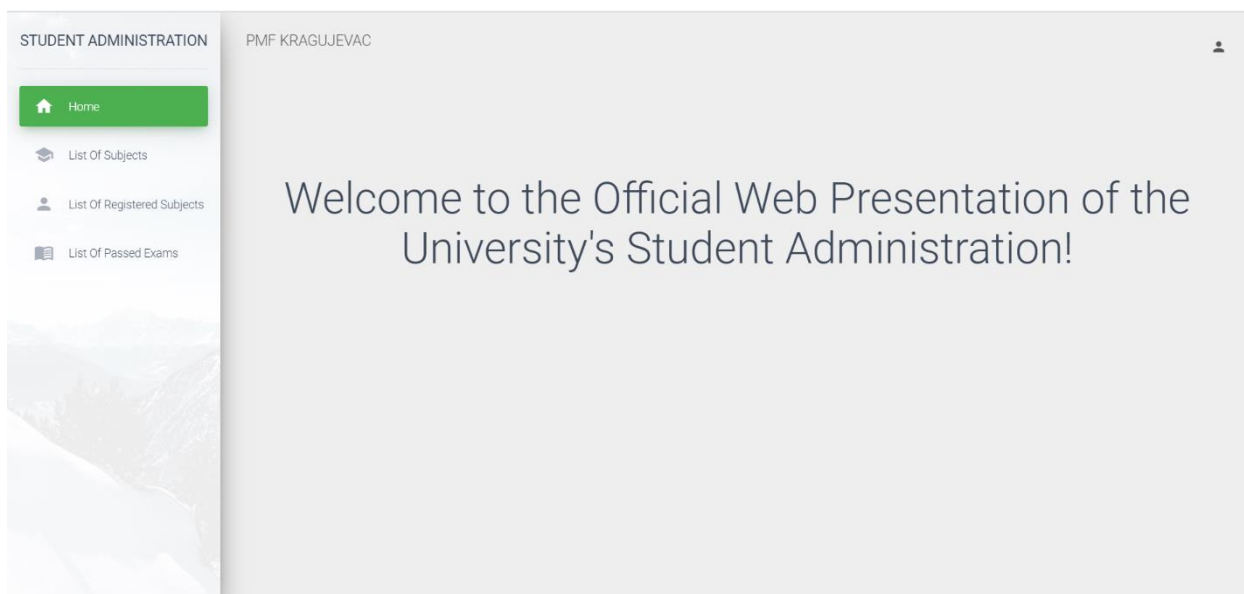 STUDENT ADMINISTRATION
PMF KRAGUJEVAC
Home
List Of Subjects
List Of Registered Subjects
List Of Passed Exams
Welcome to the Official Web Presentation of the
University's Student Administration!